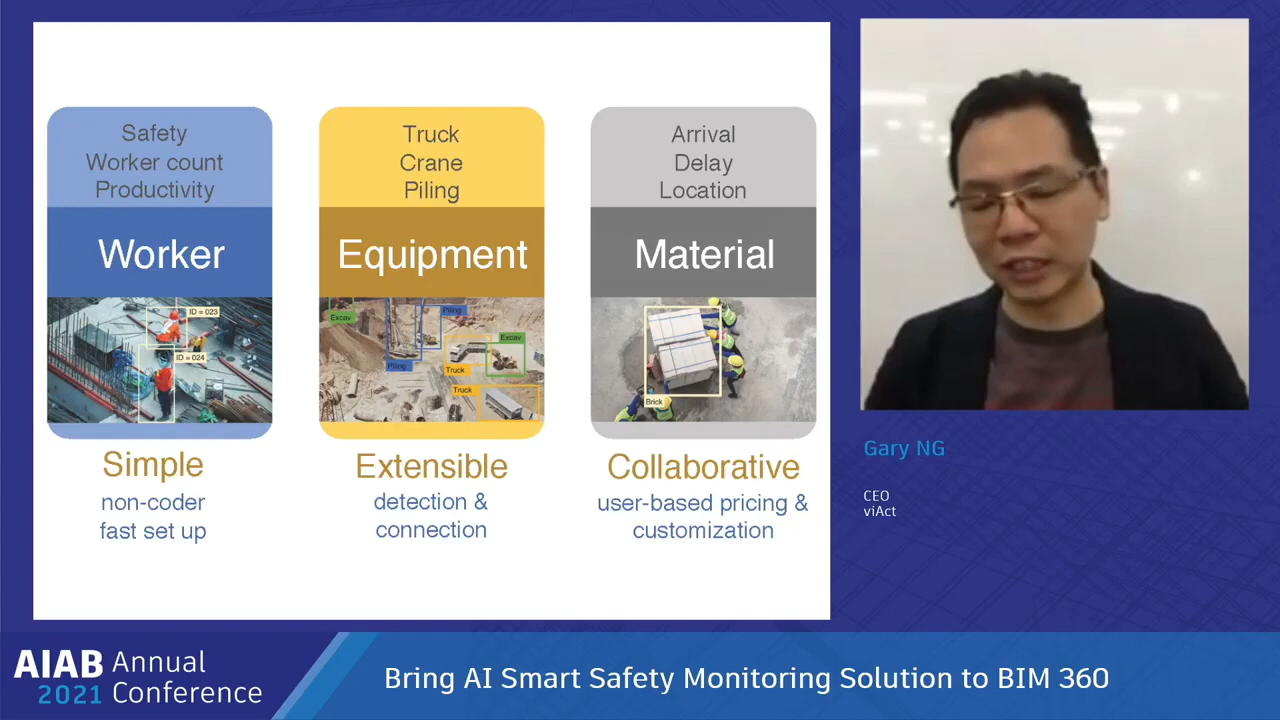 Safety
Worker count
Productivity
Worker
ID = 023
ID = 024
Simple
non-coder
fast set up
Truck
Crane
Piling
Equipment
Excav
Piling
Excav
Piling
Truck
Truck
Extensible
detection &
connection
Arrival
Delay
Location
Material
Brick
Collaborative
user-based pricing &
customization
Gary NG
CEO
viAct
AIAB Annual
2021 Conference
Bring AI Smart Safety Monitoring Solution to BIM 360